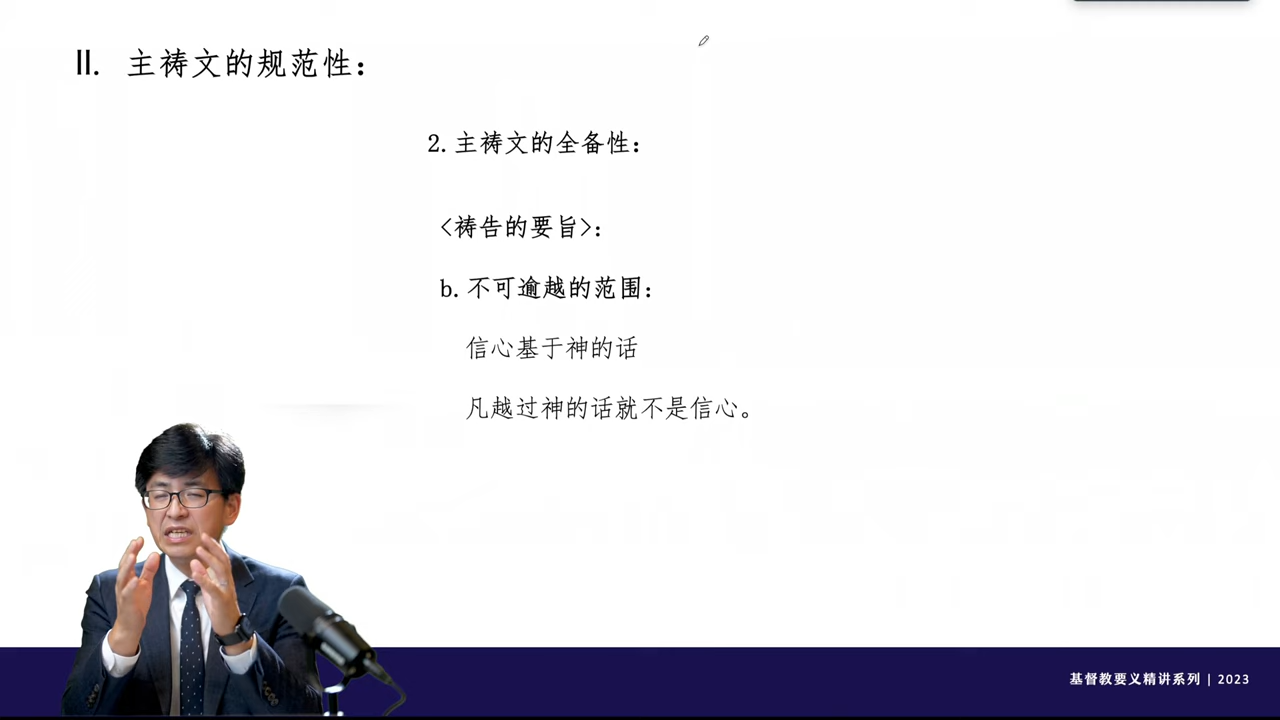 II. 主祷文的规范性：
2. 主祷文的全备性：
<祷告的要旨>：
b. 不可逾越的范围：
信心基于神的话
凡越过神的话就不是信心。
基督教要义精讲系列 | 2023